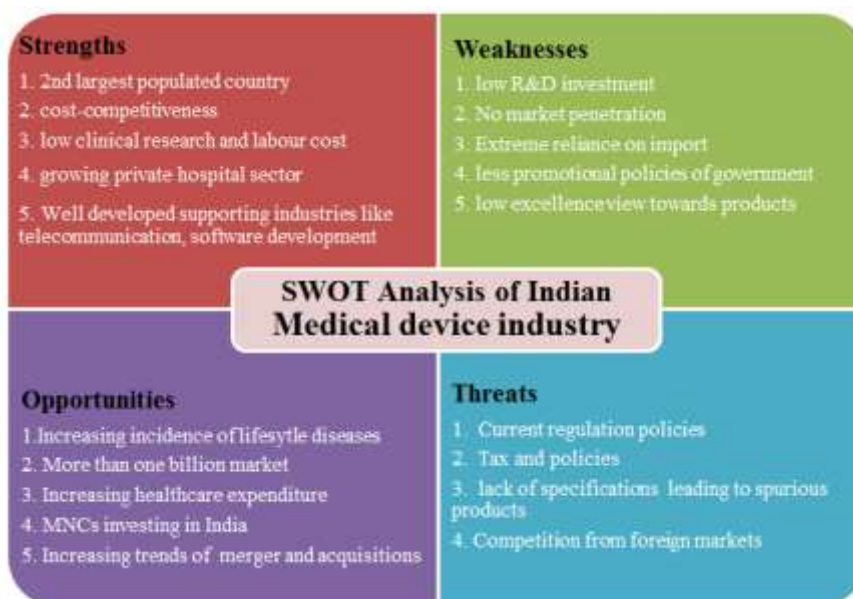 Strengths
1. 2nd largest populated country
2. cost-competitiveness
3. low clinical research and labour cost
4. growing private hospital sector
5. Well developed supporting industries like
telecommunication, software development
Weaknesses
1. low R&D investment
2. No market penetration
3. Extreme reliance on import
4. less promotional policies of government
5. low excellence view towards products
SWOT Analysis of Indian
Medical device industry
Opportunities
1.Increasing incidence of lifesytle diseases
2. More than one billion market
3. Increasing healthcare expenditure
4. MNCs investing in India
5. Increasing trends of merger and acquisitions
Threats
1. Current regulation policies
2. Tax and policies
3. lack of specifications leading to spurious
products
4. Competition from foreign markets